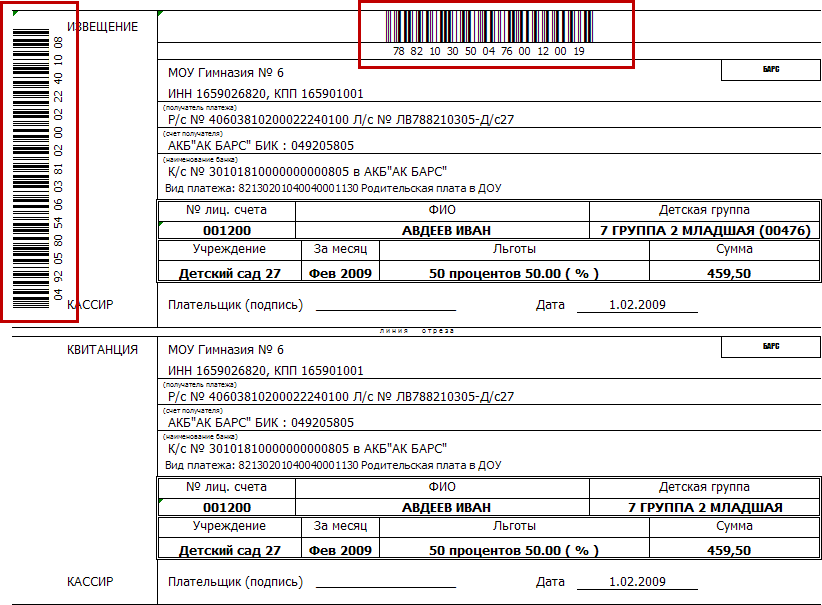 ИЗВЕЩЕНИЕ
78 82 10 30 50 04 76 00 12 00 19
04 92 05 80 54 06 03 81 02 00 02 22 40 10 08
МОУ Гимназия № 6
БАРС
ИНН 1659026820, КПП 165901001
(получатель платежа)
Р/с № 40603810200022240100 Л/с № ЛВ788210305-Д/с27
(счет получателя)
АКБ"АК БАРС" БИК : 049205805
(наименование банка)
К/с № 30101810000000000805 в АКБ"АК БАРС"
Вид платежа: 82130201040040001130 Родительская плата в ДОУ
№ лиц. счета ФИО Детская группа
001200 АВДЕЕВ ИВАН 7 ГРУППА 2 МЛАДШАЯ (00476)
Учреждение За месяц Льготы Сумма
Детский сад 27 Фев 2009 50 процентов 50.00 ( % ) 459,50
КАССИР Плательщик (подпись) Дата 1.02.2009
линия отреза
КВИТАНЦИЯ МОУ Гимназия № 6 БАРС
ИНН 1659026820, КПП 165901001
(получатель платежа)
Р/с № 40603810200022240100 Л/с № ЛВ788210305-Д/с27
(счет получателя)
АКБ"АК БАРС" БИК : 049205805
(наименование банка)
К/с № 30101810000000000805 в АКБ"АК БАРС"
Вид платежа: 82130201040040001130 Родительская плата в ДОУ
№ лиц. счета ФИО Детская группа
001200 АВДЕЕВ ИВАН 7 ГРУППА 2 МЛАДШАЯ
Учреждение За месяц Льготы Сумма
Детский сад 27 Фев 2009 50 процентов 50.00 ( % ) 459,50
КАССИР Плательщик (подпись) Дата 1.02.2009